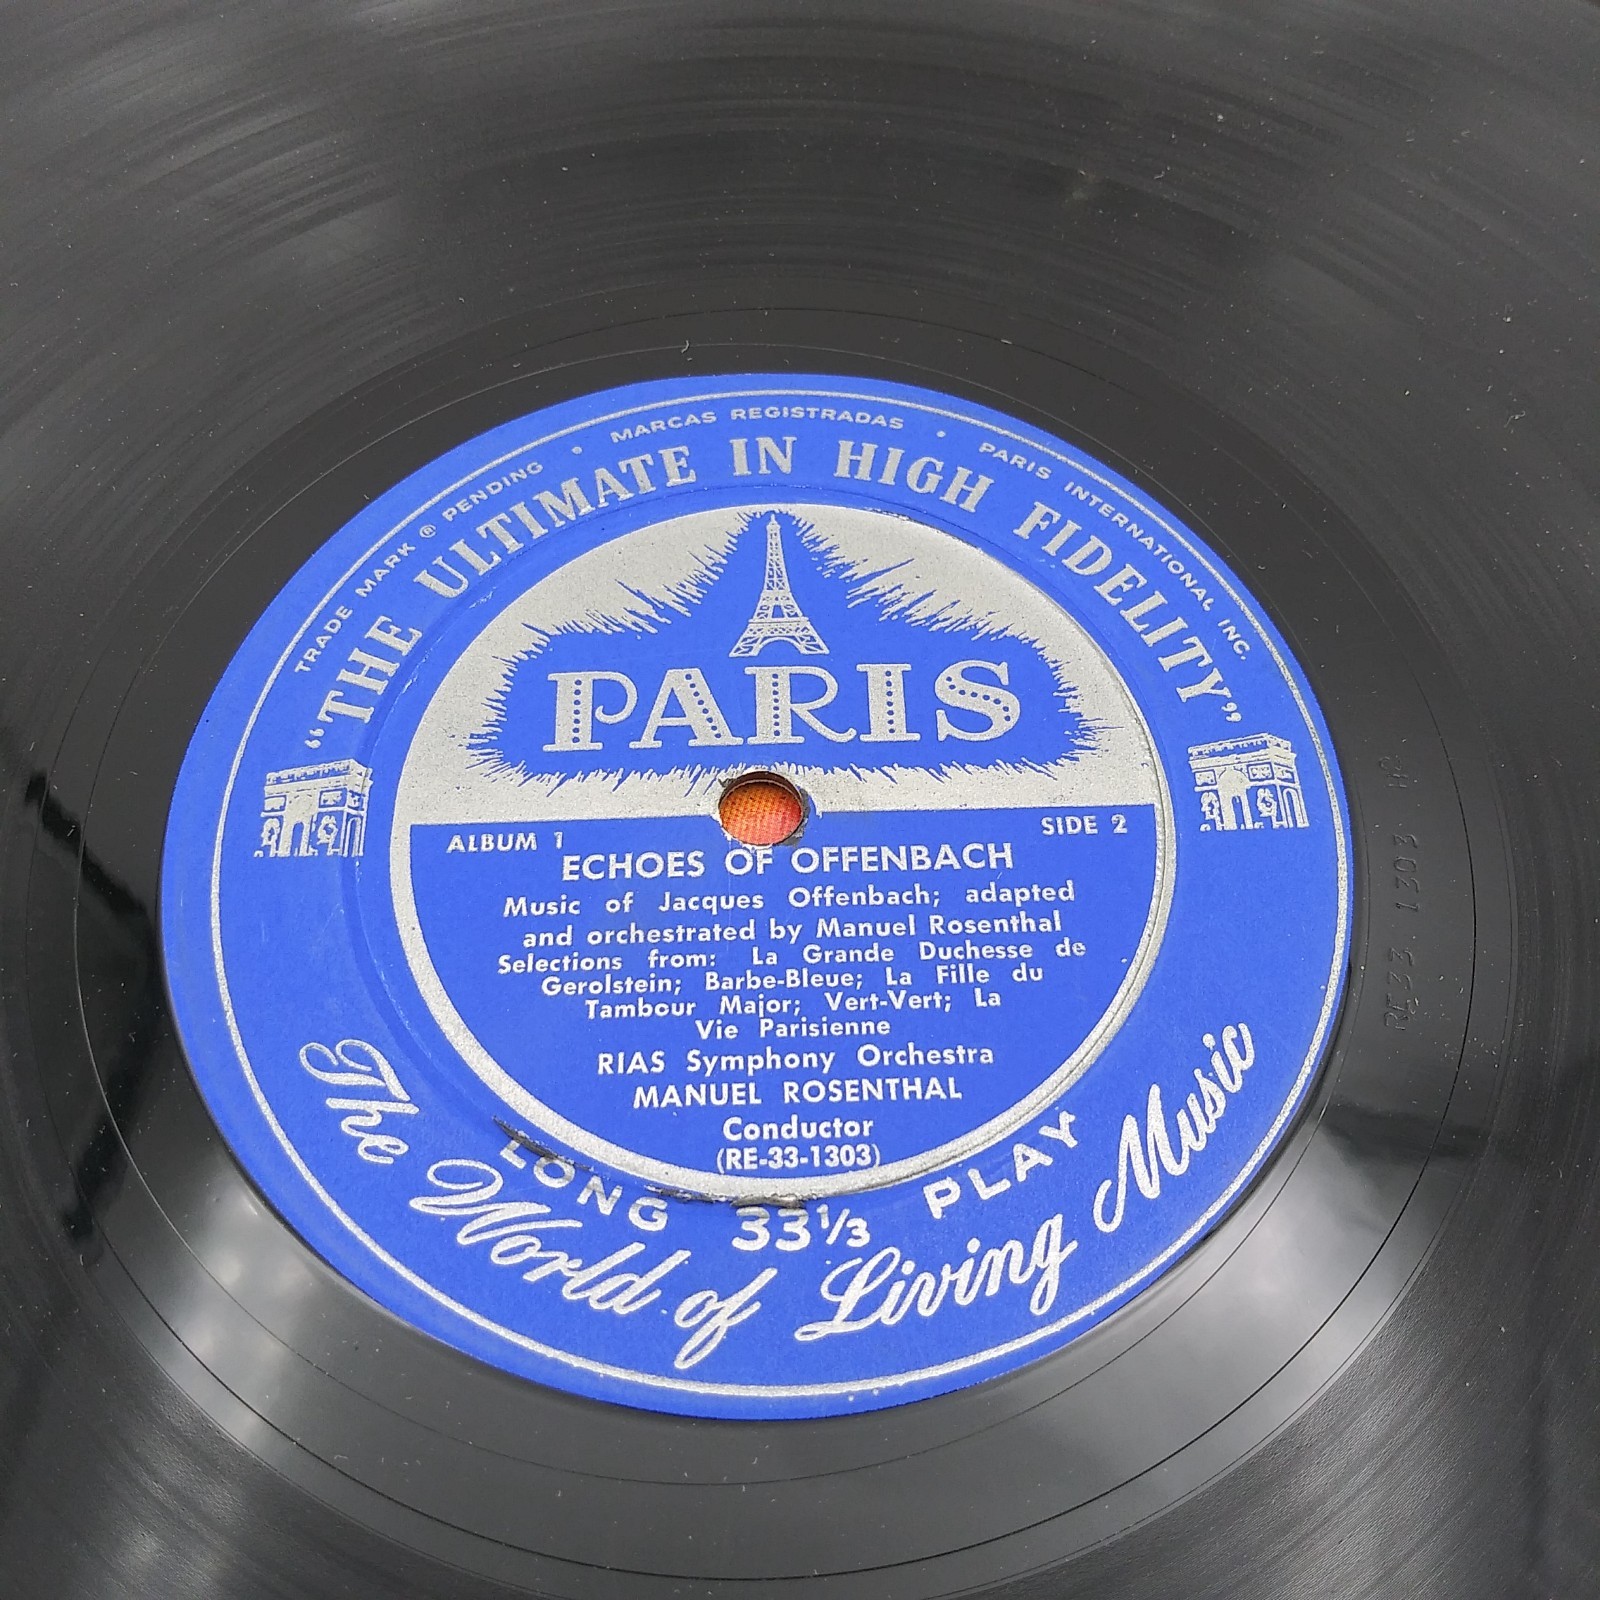 TRADE MARK ® PENDING • MARCAS REGISTRADAS • PARIS INTERNATIONAL INC.
"THE ULTIMATE IN HIGH FIDELITY"
PARIS
ALBUM 1
SIDE 2
ECHOES OF OFFENBACH
Music of Jacques Offenbach; adapted
and orchestrated by Manuel Rosenthal
Selections from: La Grande Duchesse de
Gerolstein; Barbe-Bleue; La Fille du
Tambour Major; Vert-Vert; La
Vie Parisienne
RIAS Symphony Orchestra
MANUEL ROSENTHAL
Conductor
(RE-33-1303)
LONG 33⅓ PLAY
The World of Living Music
RE33 1303